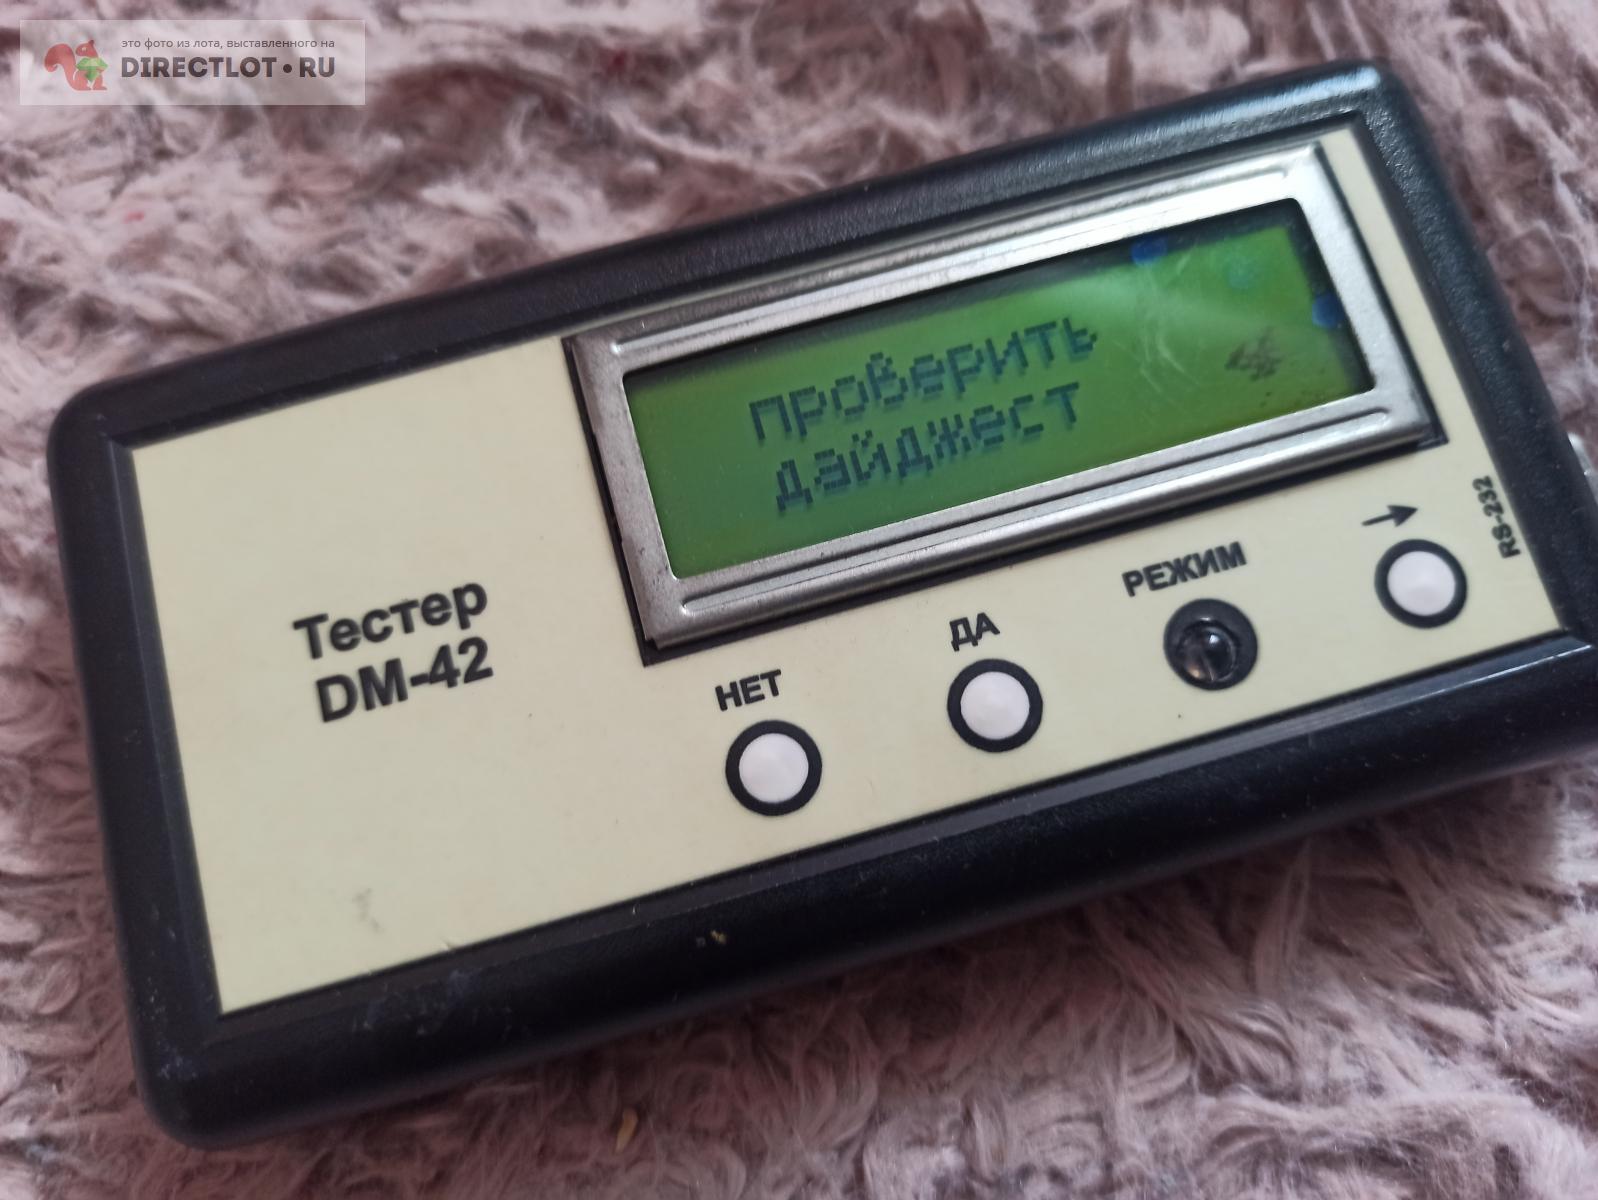 это фото из лота, выставленного на
DIRECTLOT•RU
проверить
дайджест
Тестер
DM-42
НЕТ
ДА
РЕЖИМ
→
RS-232